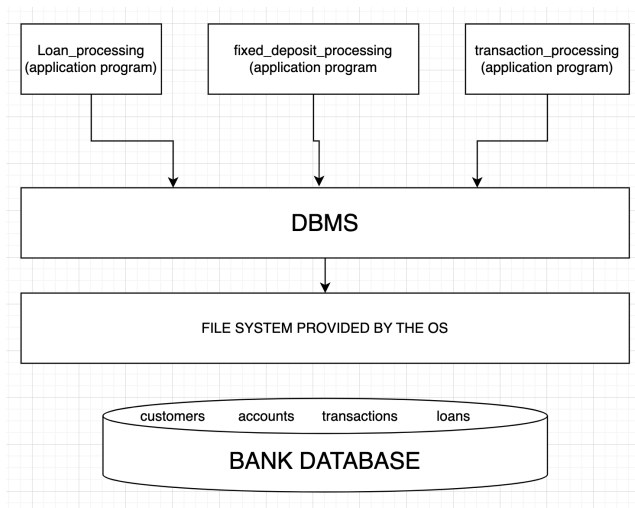 Loan_processing
(application program)
fixed_deposit_processing
(application program
transaction_processing
(application program)
DBMS
FILE SYSTEM PROVIDED BY THE OS
customers accounts transactions loans
BANK DATABASE